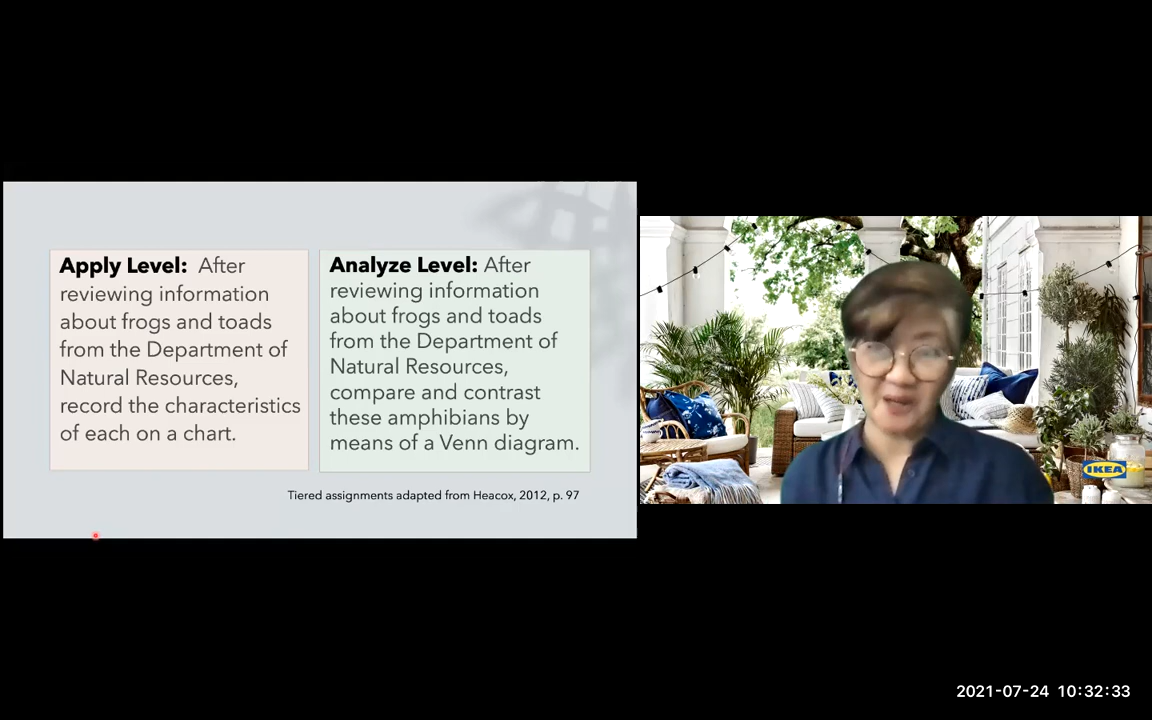 Apply Level: After
reviewing information
about frogs and toads
from the Department of
Natural Resources,
record the characteristics
of each on a chart.
Analyze Level: After
reviewing information
about frogs and toads
from the Department of
Natural Resources,
compare and contrast
these amphibians by
means of a Venn diagram.
Tiered assignments adapted from Heacox, 2012, p. 97
IKEA
2021-07-24 10:32:33